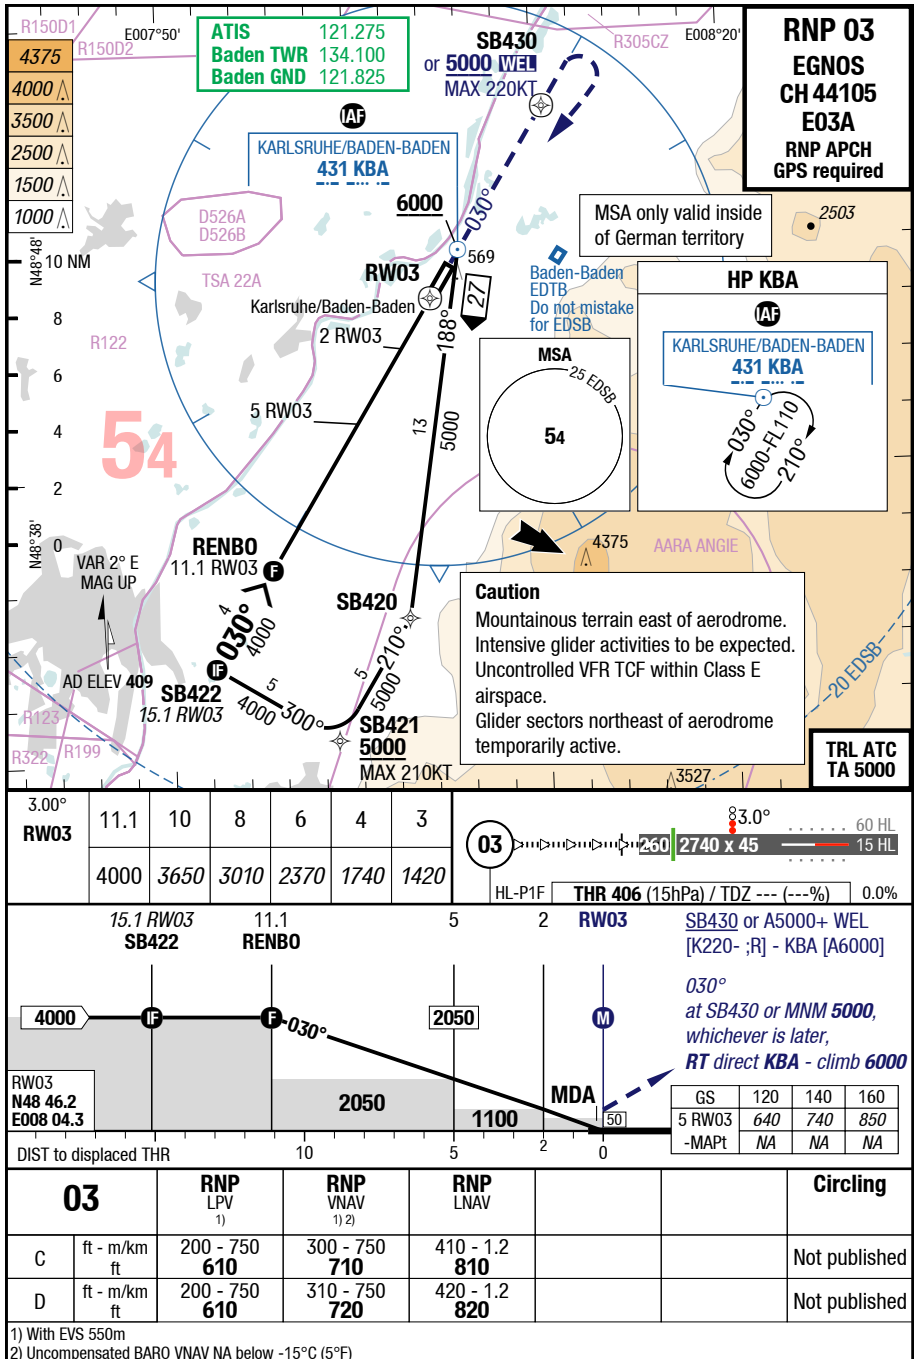 R150D1
E007°50'
ATIS 121.275
Baden TWR 134.100
Baden GND 121.825
SB430
or 5000 WEL
MAX 220KT
R305CZ
E008°20'
RNP 03
EGNOS
CH 44105
E03A
RNP APCH
GPS required
R150D2
4375
4000
3500
2500
1500
1000
IAF
KARLSRUHE/BADEN-BADEN
431 KBA
6000
030°
D526A
D526B
MSA only valid inside
of German territory
2503
N48°48'
10 NM
8
6
4
2
0
N48°38'
TSA 22A
RW03
569
Karlsruhe/Baden-Baden
27
Baden-Baden
EDTB
Do not mistake
for EDSB
HP KBA
IAF
KARLSRUHE/BADEN-BADEN
431 KBA
030°
6000-FL110
210°
R122
2 RW03
188°
MSA
25 EDSB
54
5 RW03
13
5000
54
RENBO
11.1 RW03
F
4375
AARA ANGIE
VAR 2° E
MAG UP
SB420
4
030°
4000
210°
5
5000
Caution
Mountainous terrain east of aerodrome.
Intensive glider activities to be expected.
Uncontrolled VFR TCF within Class E
airspace.
Glider sectors northeast of aerodrome
temporarily active.
20 EDSB
AD ELEV 409
IF
SB422
15.1 RW03
5
4000
300°
SB421
5000
MAX 210KT
R123
R322
R199
3527
TRL ATC
TA 5000
3.00°
RW03
11.1 10 8 6 4 3
4000 3650 3010 2370 1740 1420
03
260
2740 x 45
3.0°
60 HL
15 HL
HL-P1F
THR 406 (15hPa) / TDZ --- (---%)
0.0%
15.1 RW03
SB422
11.1
RENBO
5
2
RW03
SB430 or A5000+ WEL
[K220- ;R] - KBA [A6000]
4000
IF
F
030°
2050
M
030°
at SB430 or MNM 5000,
whichever is later,
RT direct KBA - climb 6000
RW03
N48 46.2
E008 04.3
2050
1100
MDA
50
GS 120 140 160
5 RW03 640 740 850
-MAPt NA NA NA
DIST to displaced THR
10
5
2
0
03
RNP
LPV
1)
RNP
VNAV
1) 2)
RNP
LNAV
Circling
C
ft - m/km
ft
200 - 750
610
300 - 750
710
410 - 1.2
810
Not published
D
ft - m/km
ft
200 - 750
610
310 - 750
720
420 - 1.2
820
Not published
1) With EVS 550m
2) Uncompensated BARO VNAV NA below -15°C (5°F)